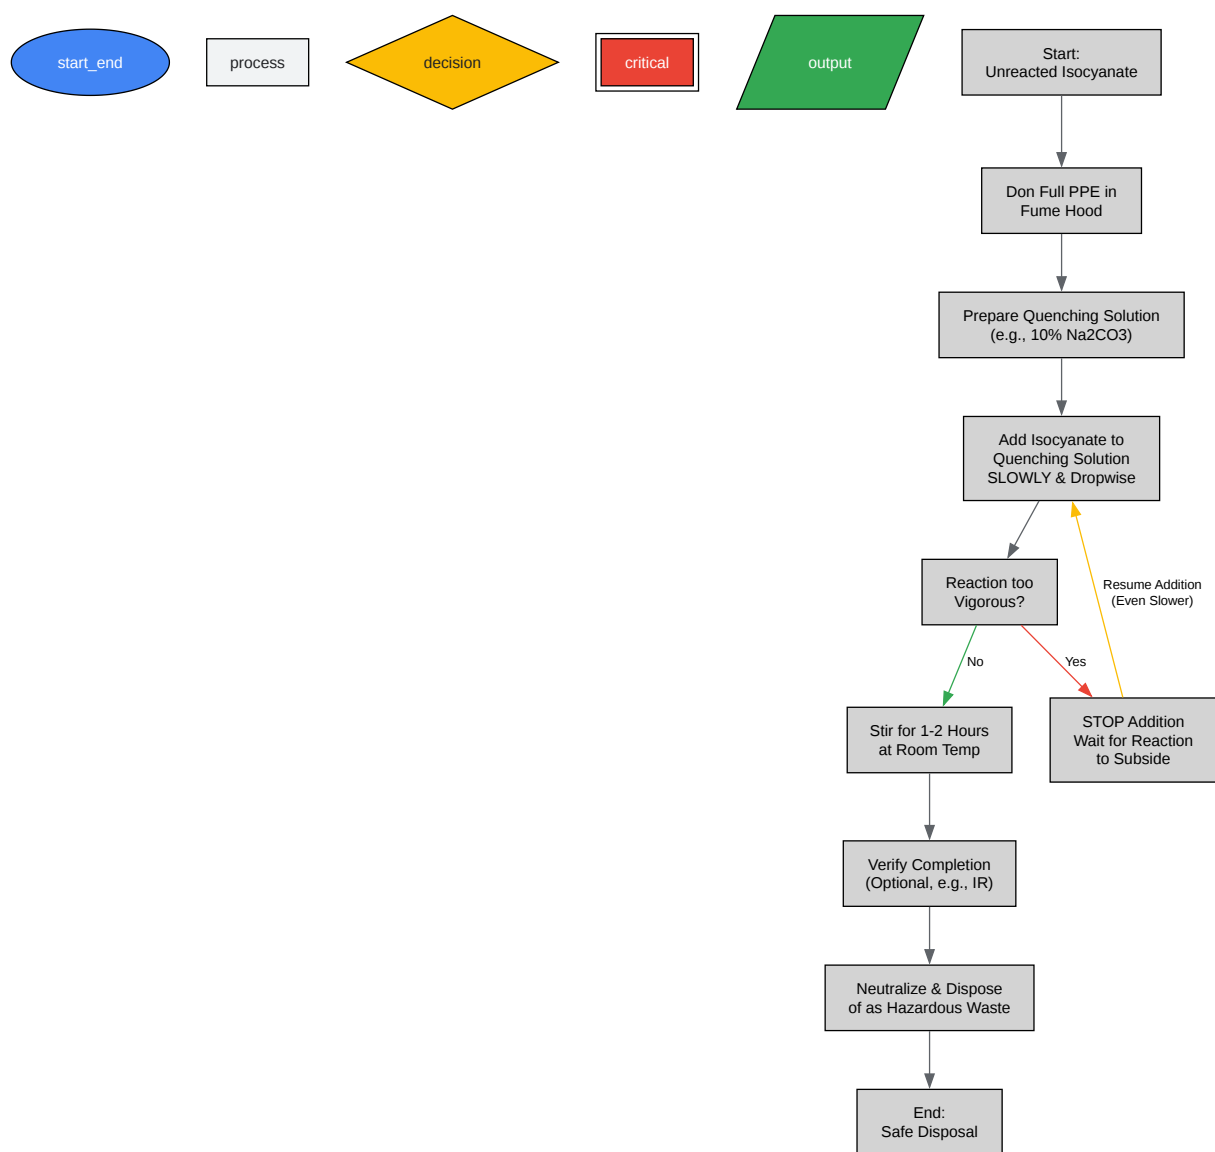 start_end
process
decision
critical
output
Start:
Unreacted Isocyanate
Don Full PPE in
Fume Hood
Prepare Quenching Solution
(e.g., 10% Na2CO3)
Add Isocyanate to
Quenching Solution
SLOWLY & Dropwise
Reaction too
Vigorous?
Resume Addition
(Even Slower)
No
Yes
Stir for 1-2 Hours
at Room Temp
STOP Addition
Wait for Reaction
to Subside
Verify Completion
(Optional, e.g., IR)
Neutralize & Dispose
of as Hazardous Waste
End:
Safe Disposal